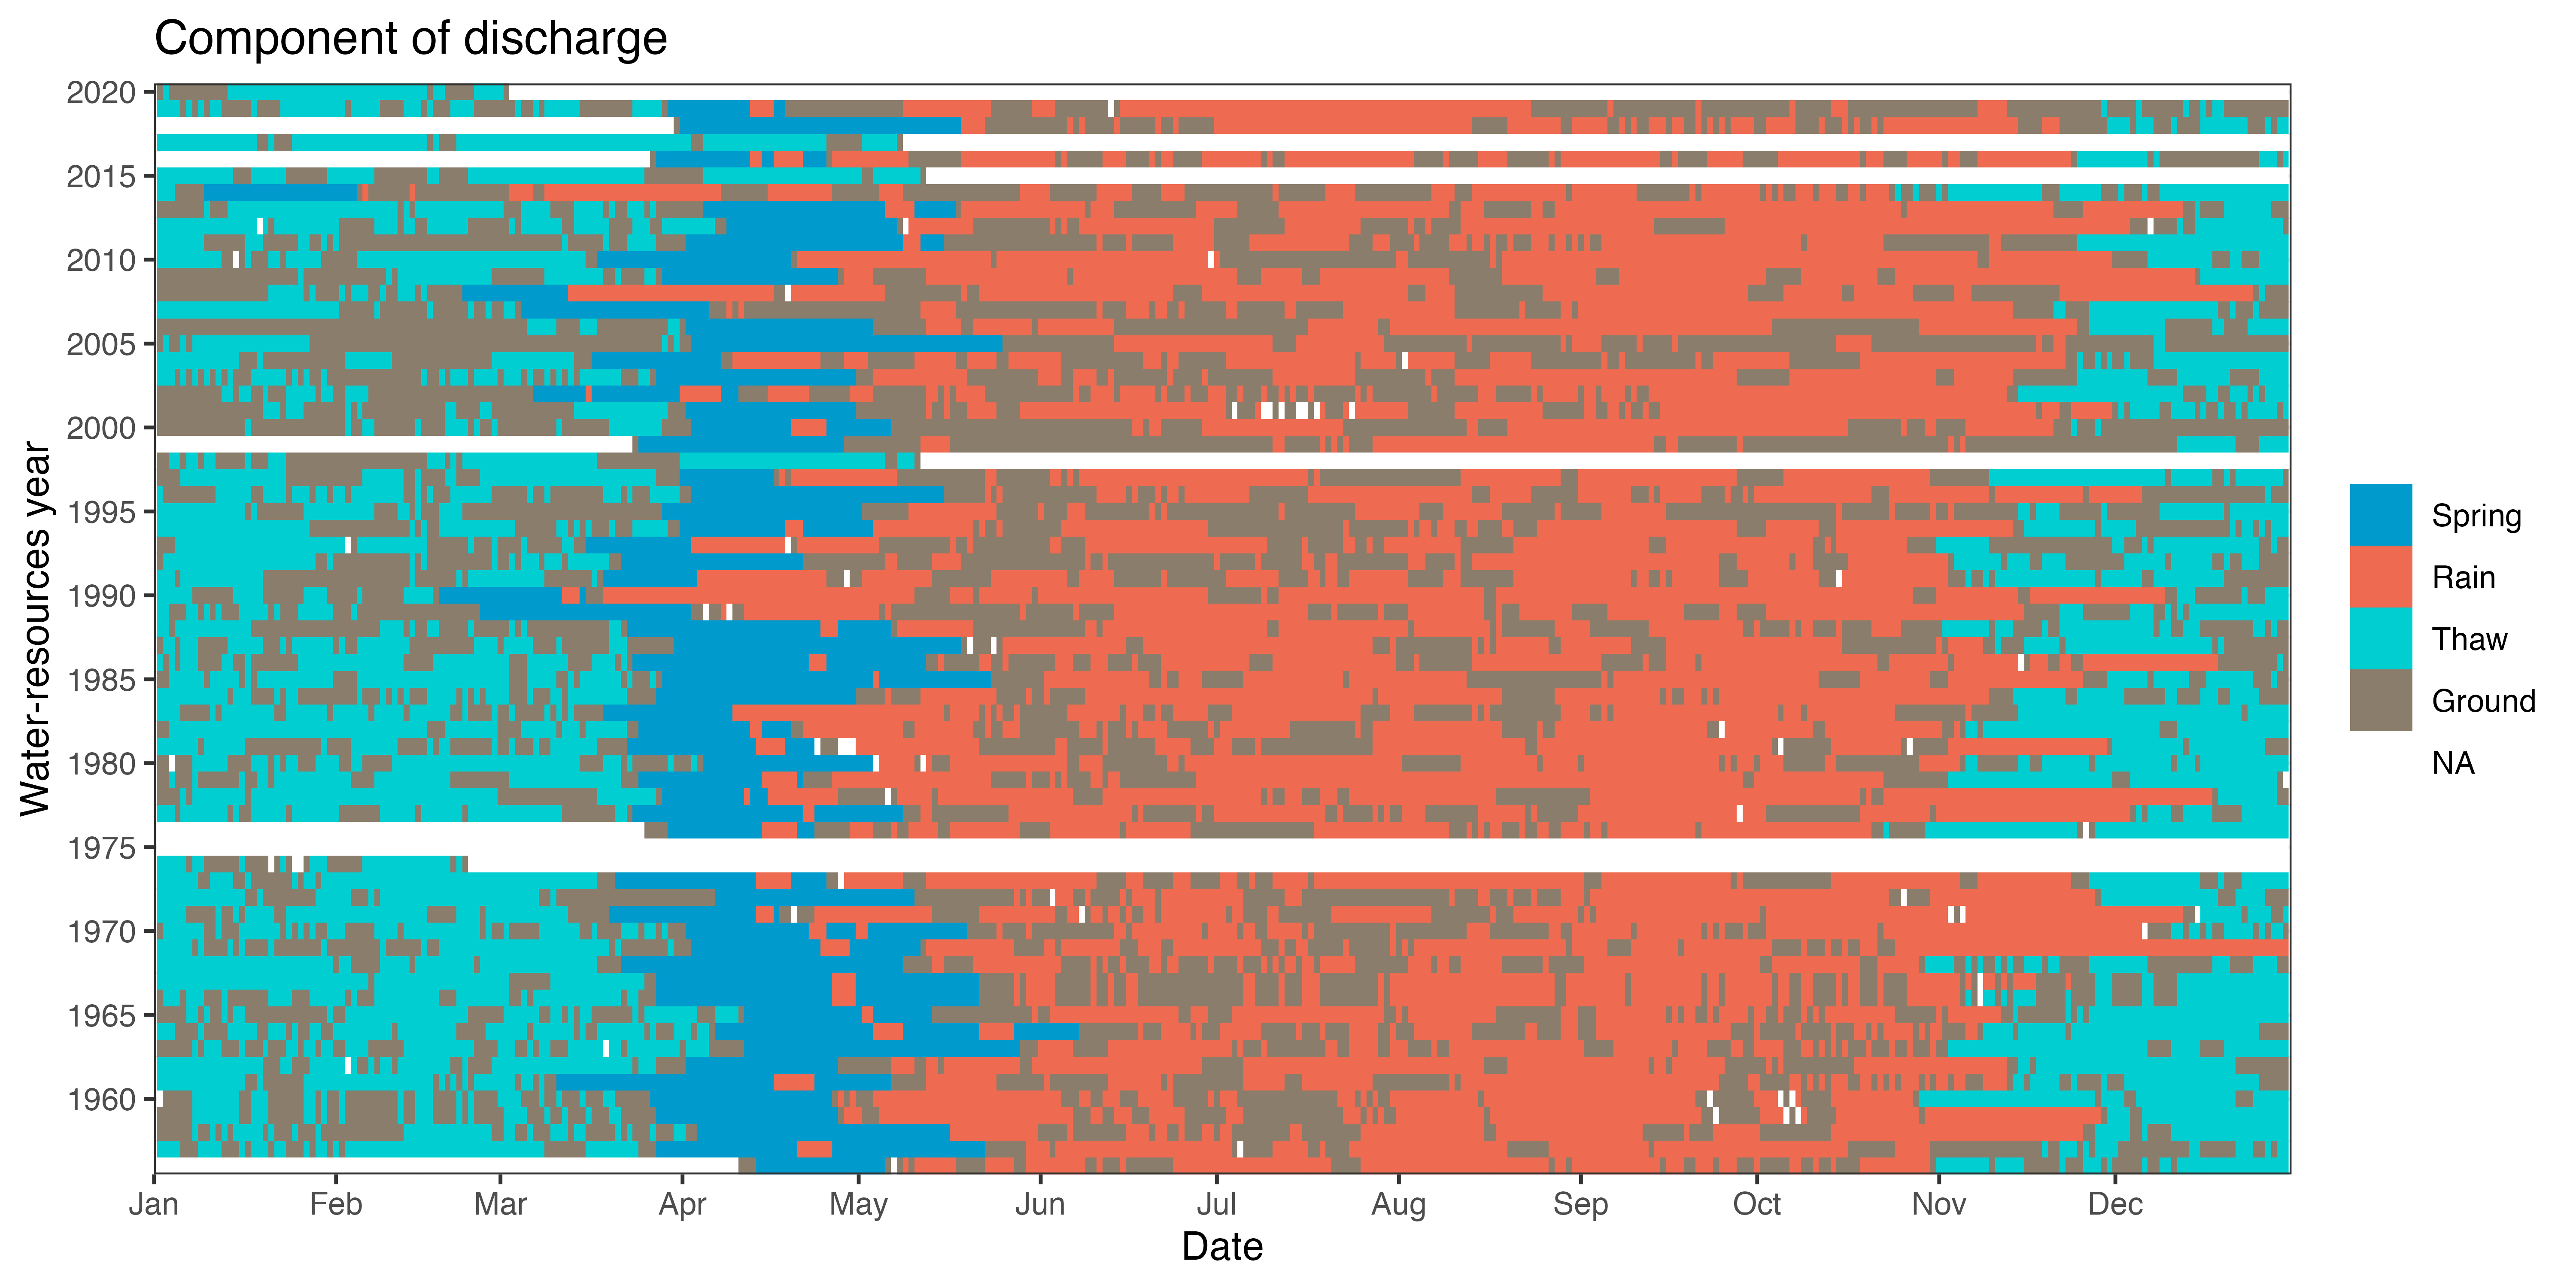 Component of discharge
Water-resources year
2020
2015
2010
2005
2000
1995
1990
1985
1980
1975
1970
1965
1960
Jan Feb Mar Apr May Jun Jul Aug Sep Oct Nov Dec
Date
Spring
Rain
Thaw
Ground
NA